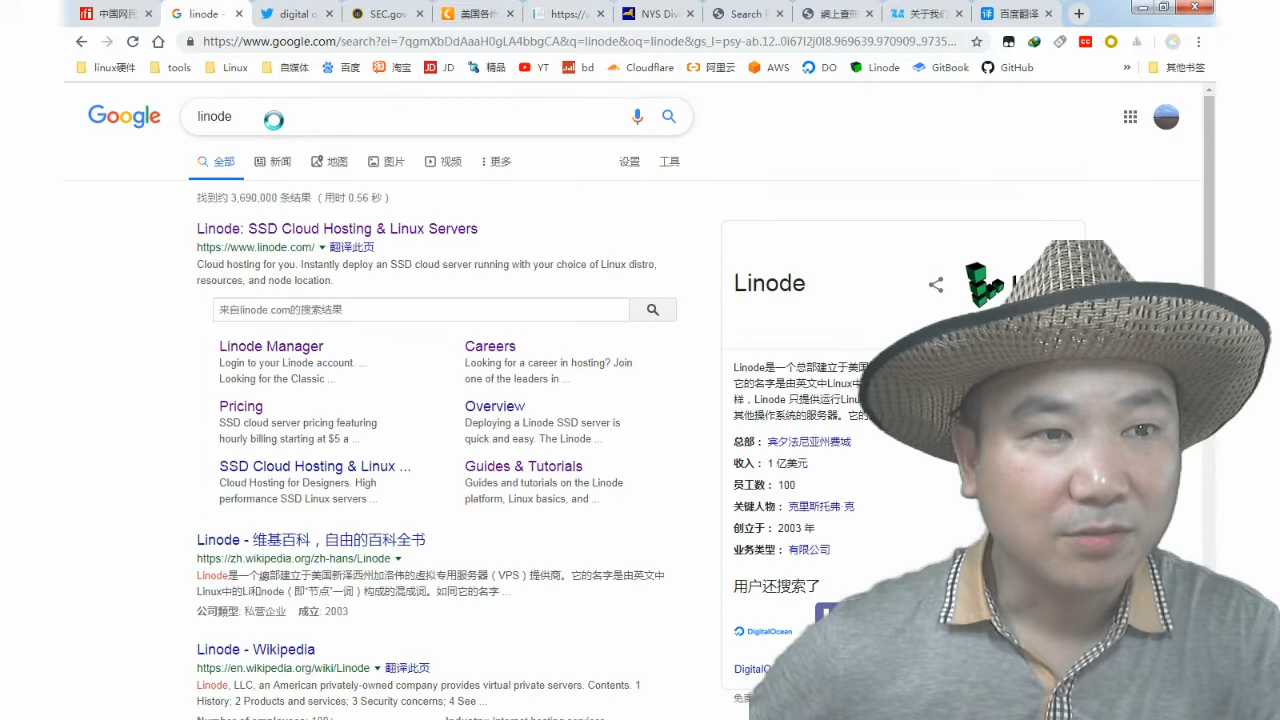 中国网民
linode -
digital o
SEC.gov
美国各
https://w
NYS Div
Search
網上查冊
关于我们
百度翻译
https://www.google.com/search?ei=7qgmXbDdAaaH0gLA4bbgCA&q=linode&oq=linode&gs_l=psy-ab.12..0i67l2j0l8.969639.970909..9735...
linux硬件
tools
Linux
自媒体
百度
淘宝
JD
精品
YT
bd
Cloudflare
阿里云
AWS
DO
Linode
GitBook
GitHub
»
其他书签
Google
linode
全部
新闻
地图
图片
视频
更多
设置
工具
找到约 3,690,000 条结果 （用时 0.56 秒）
Linode: SSD Cloud Hosting & Linux Servers
https://www.linode.com/ ▼ 翻译此页
Cloud hosting for you. Instantly deploy an SSD cloud server running with your choice of Linux distro,
resources, and node location.
来自linode.com的搜索结果
Linode Manager
Login to your Linode account. ...
Looking for the Classic ...
Careers
Looking for a career in hosting? Join
one of the leaders in ...
Pricing
SSD cloud server pricing featuring
hourly billing starting at $5 a ...
Overview
Deploying a Linode SSD server is
quick and easy. The Linode ...
SSD Cloud Hosting & Linux ...
Cloud Hosting for Designers. High
performance SSD Linux servers ...
Guides & Tutorials
Guides and tutorials on the Linode
platform, Linux basics, and ...
Linode - 维基百科，自由的百科全书
https://zh.wikipedia.org/zh-hans/Linode ▼
Linode是一个總部建立于美国新泽西州加洛伟的虚拟专用服务器（VPS）提供商。它的名字是由英文中
Linux中的Li和node（即“节点”一词）构成的混成词。如同它的名字 ...
公司類型: 私营企业 成立: 2003
Linode - Wikipedia
https://en.wikipedia.org/wiki/Linode ▼ 翻译此页
Linode, LLC, an American privately-owned company provides virtual private servers. Contents. 1
History; 2 Products and services; 3 Security concerns; 4 See ...
Number of employees: 100+ Industry: Internet hosting services
Linode
Linode是一个总部建立于美国
它的名字是由英文中Linux中的
样，Linode 只提供运行Linux
其他操作系统的服务器。它的
总部： 宾夕法尼亚州费城
收入： 1 亿美元
员工数： 100
关键人物： 克里斯托弗·克
创立于： 2003 年
业务类型： 有限公司
用户还搜索了
DigitalOcean
DigitalOc